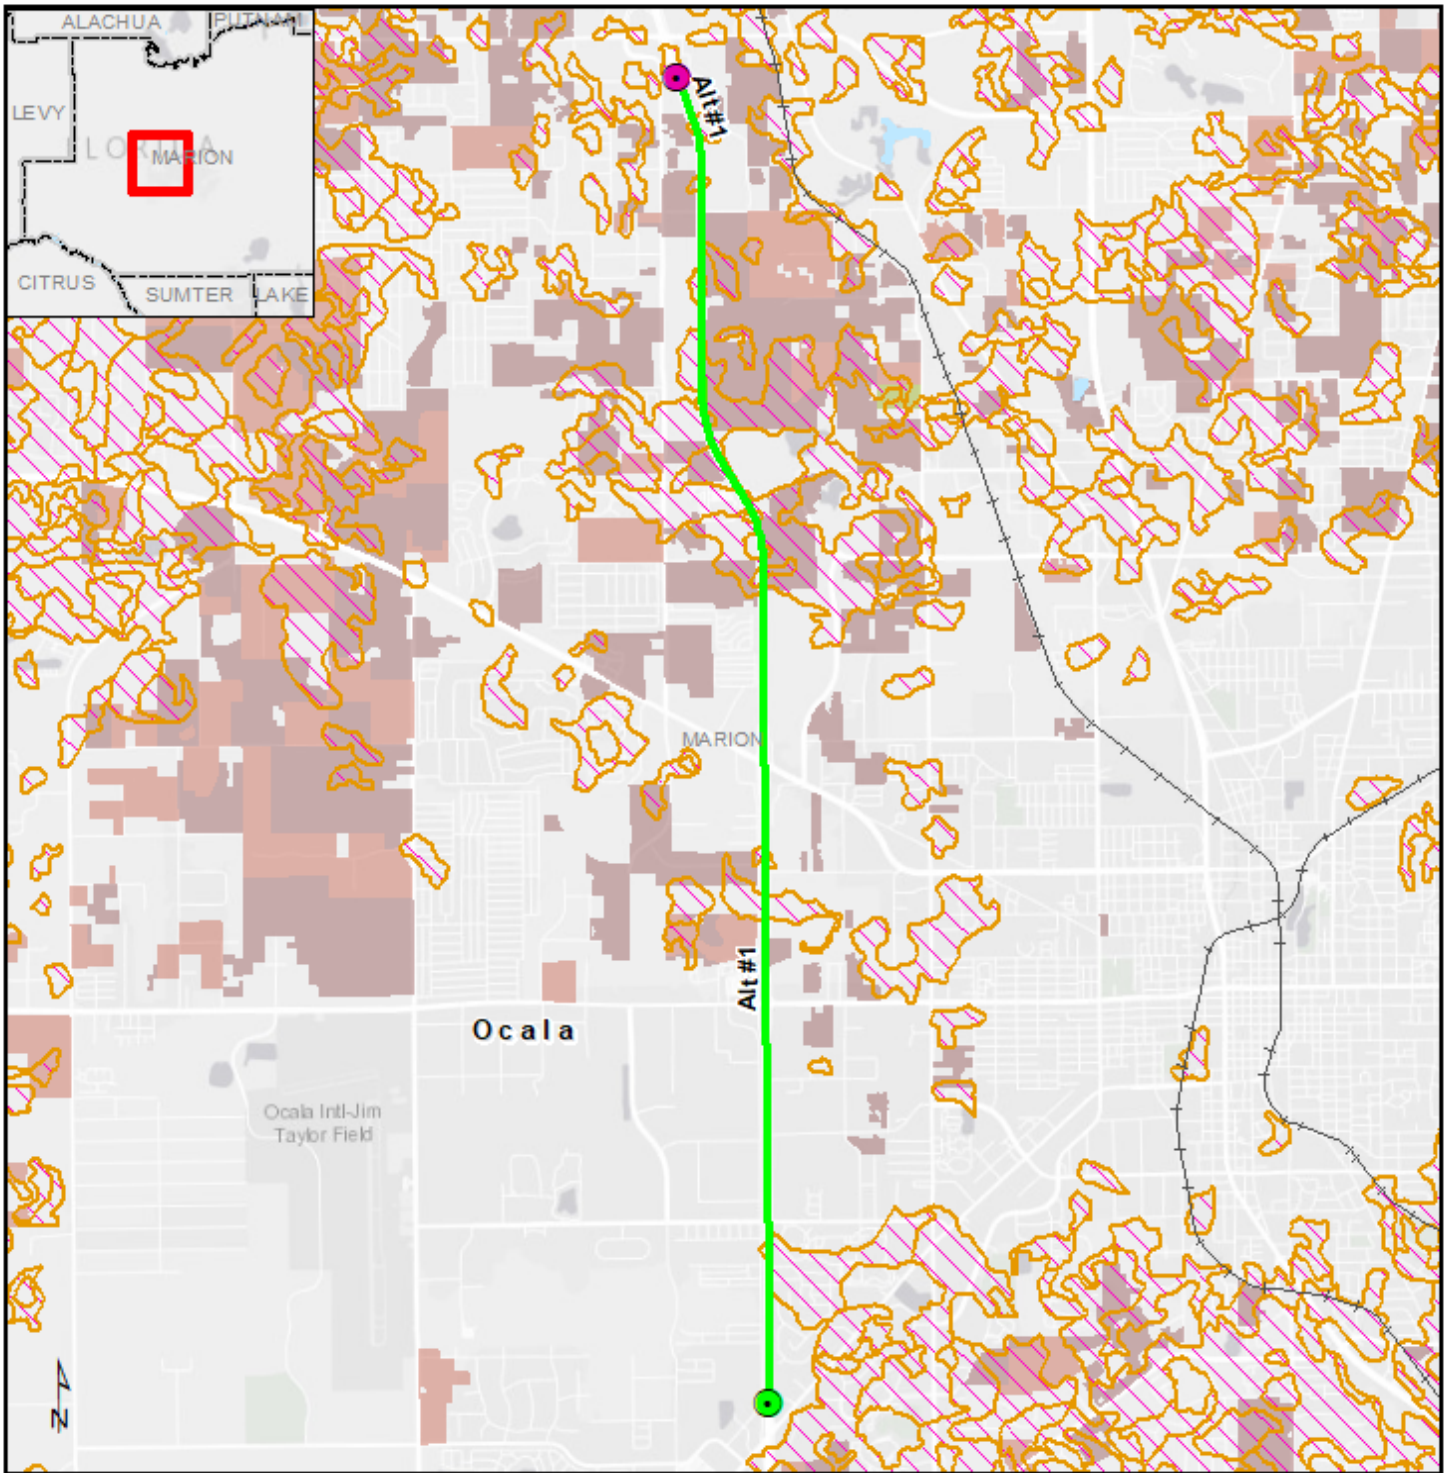 ALACHUA
PUTNAM
LEVY
FLORIDA
MARION
CITRUS
SUMTER
LAKE
Alt #1
MARION
Alt #1
Ocala
Ocala Intl-Jim
Taylor Field
N